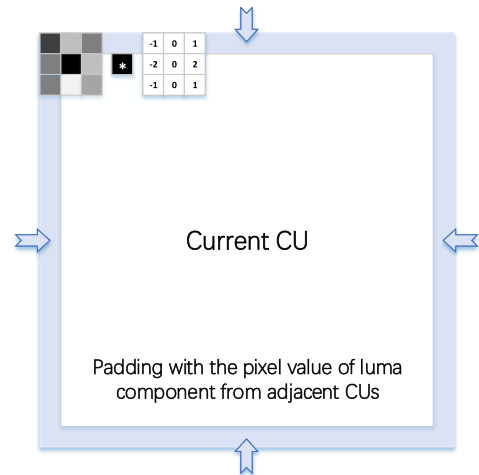 *
-1 0 1
-2 0 2
-1 0 1
Current CU
Padding with the pixel value of luma
component from adjacent CUs